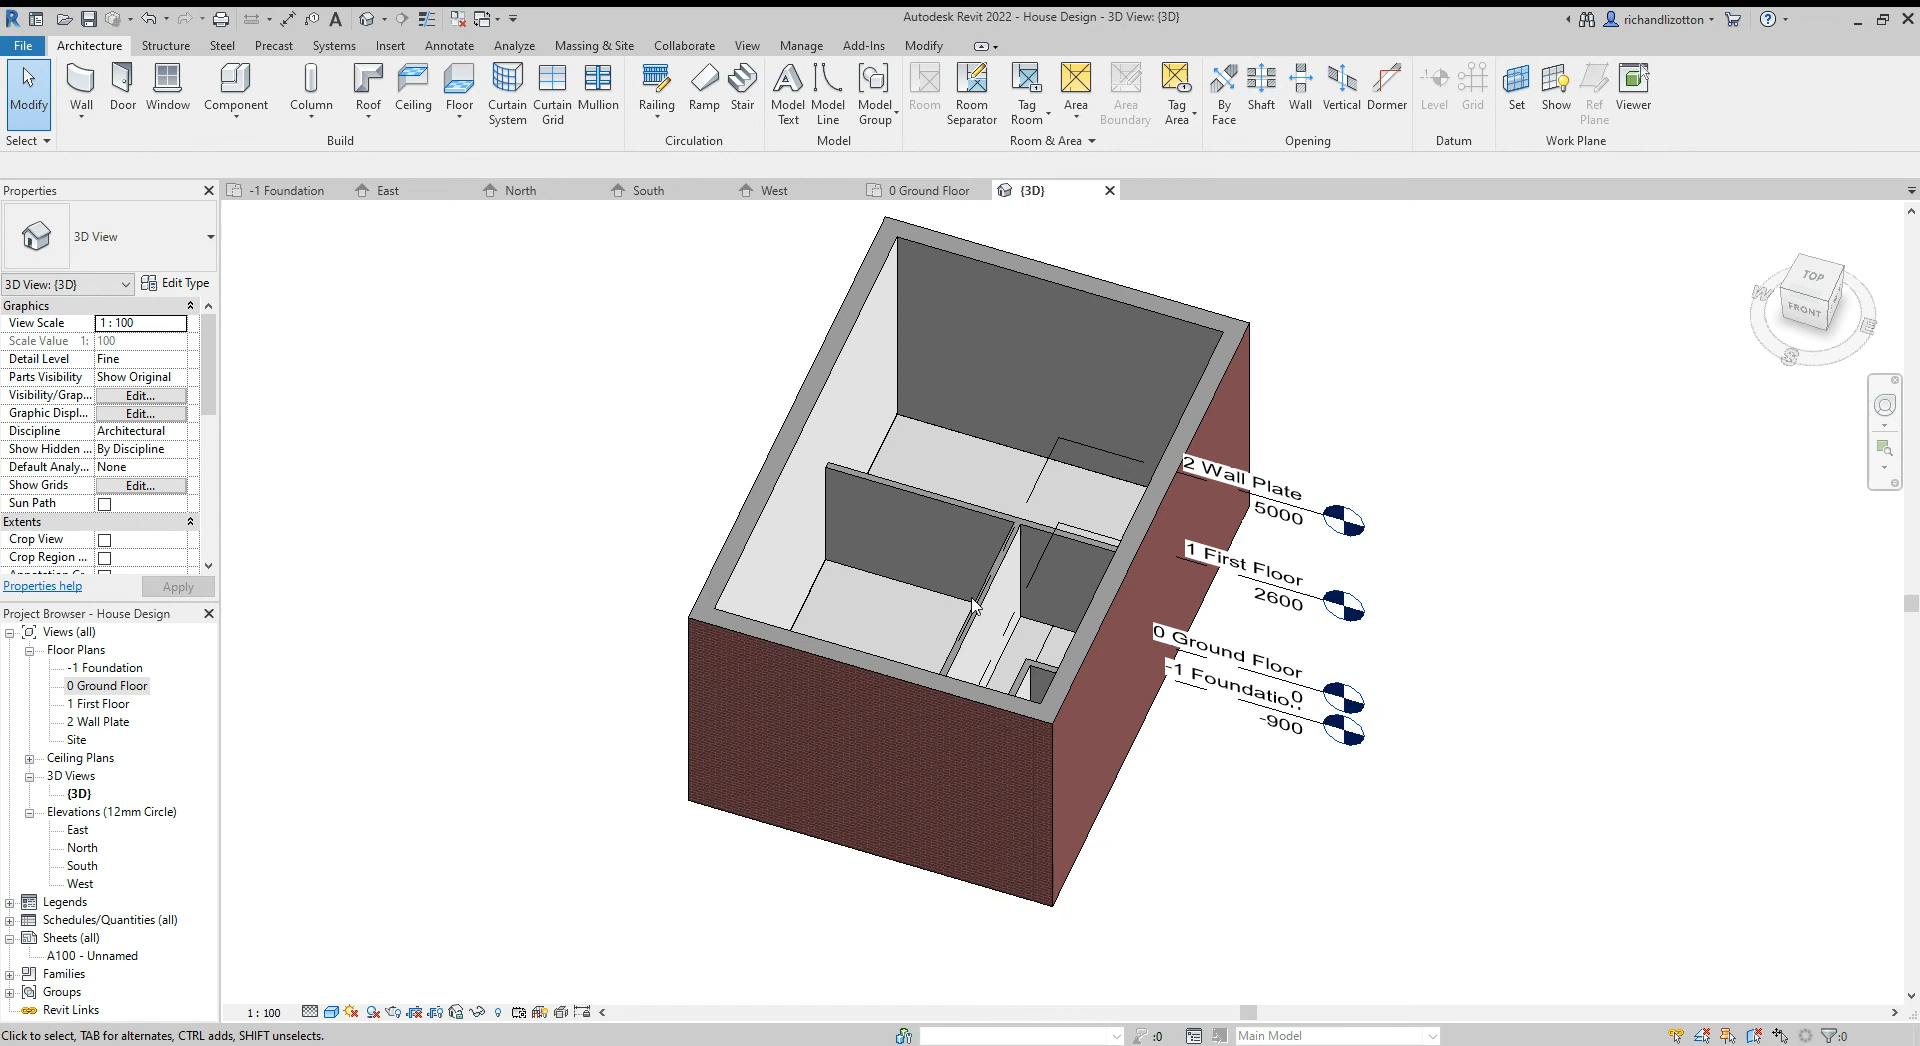 Autodesk Revit 2022 - House Design - 3D View: {3D}
richandlizotton
File Architecture Structure Steel Precast Systems Insert Annotate Analyze Massing & Site Collaborate View Manage Add-Ins Modify
Modify Wall Door Window Component Column Roof Ceiling Floor Curtain System Curtain Grid Mullion Railing Ramp Stair Model Text Model Line Model Group Room Room Separator Tag Room Area Area Boundary Tag Area By Face Shaft Wall Vertical Dormer Level Grid Set Show Ref Plane Viewer
Select Build Circulation Model Room & Area Opening Datum Work Plane
Properties
-1 Foundation East North South West 0 Ground Floor {3D}
3D View
3D View: {3D} Edit Type
Graphics
View Scale 1 : 100
Scale Value 1: 100
Detail Level Fine
Parts Visibility Show Original
Visibility/Grap... Edit...
Graphic Displ... Edit...
Discipline Architectural
Show Hidden ... By Discipline
Default Analy... None
Show Grids Edit...
Sun Path
Extents
Crop View
Crop Region ...
Properties help Apply
Project Browser - House Design
Views (all)
Floor Plans
-1 Foundation
0 Ground Floor
1 First Floor
2 Wall Plate
Site
Ceiling Plans
3D Views
{3D}
Elevations (12mm Circle)
East
North
South
West
Legends
Schedules/Quantities (all)
Sheets (all)
A100 - Unnamed
Families
Groups
Revit Links
TOP
FRONT
W
E
S
2 Wall Plate
5000
1 First Floor
2600
0 Ground Floor
0
-1 Foundatio
-900
1 : 100
Click to select, TAB for alternates, CTRL adds, SHIFT unselects.
:0
Main Model
:0